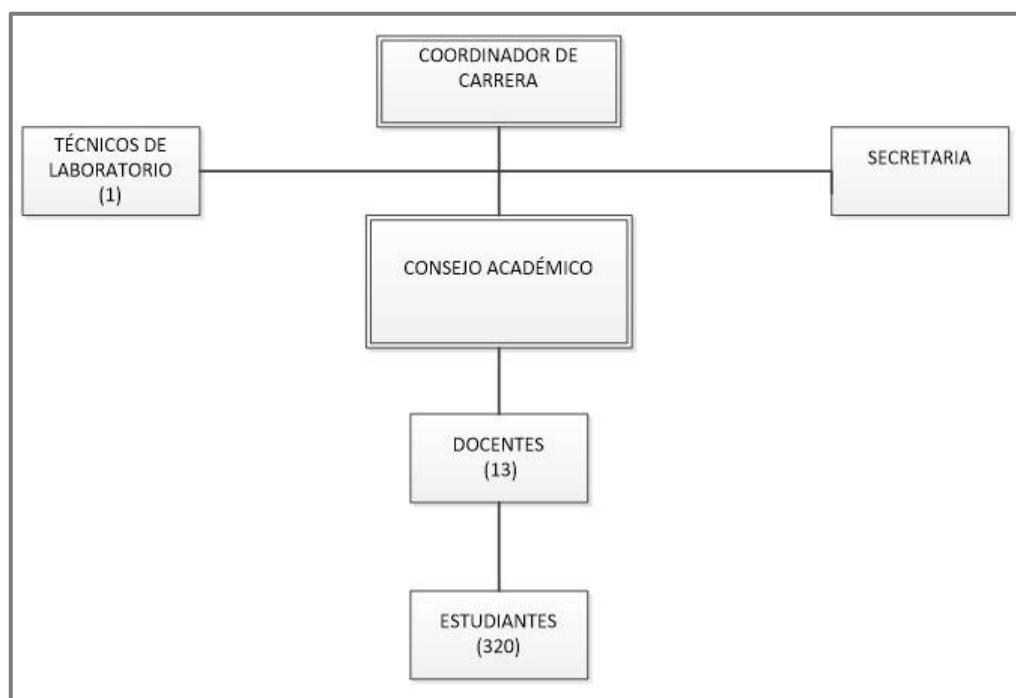 COORDINADOR DE
CARRERA
TÉCNICOS DE
LABORATORIO
(1)
SECRETARIA
CONSEJO ACADÉMICO
DOCENTES
(13)
ESTUDIANTES
(320)